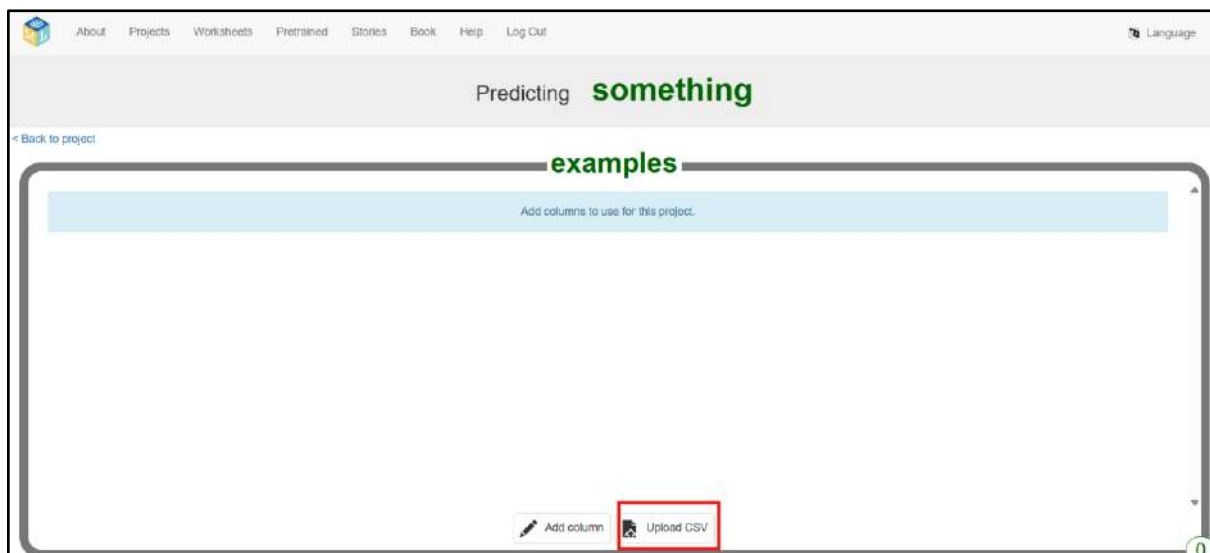 About Projects Worksheets Pretrained Stories Book Help Log Out Language
Predicting something
< Back to project
examples
Add columns to use for this project.
Add column Upload CSV
0